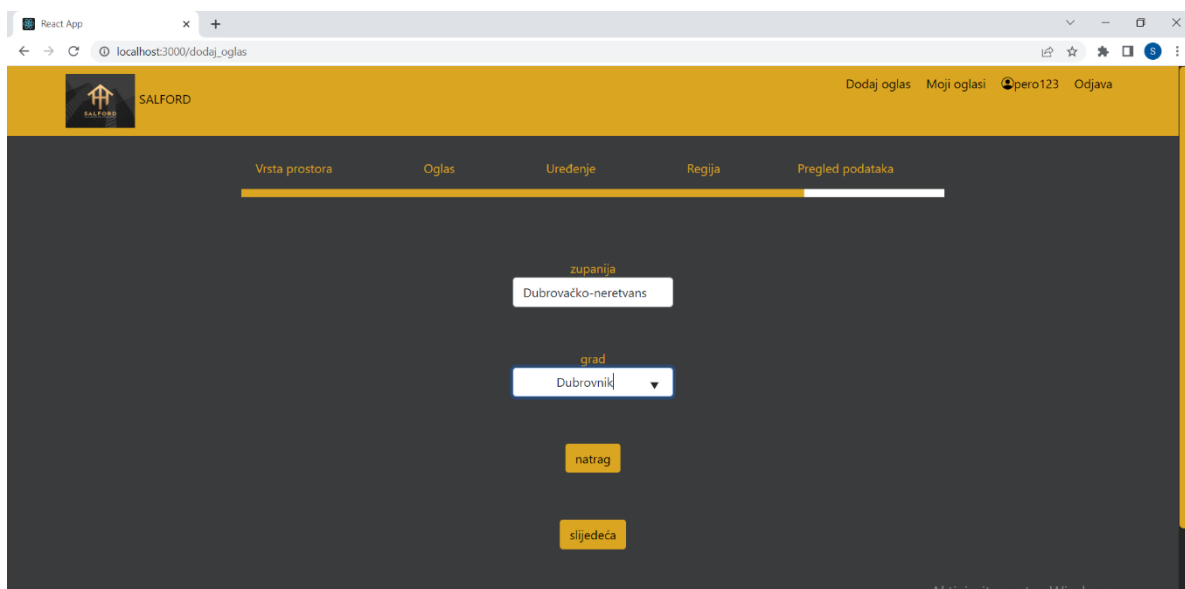 React App
localhost:3000/dodaj_oglas
S
SALFORD
SALFORD
Dodaj oglas Moji oglasi pero123 Odjava
Vrsta prostora Oglas Uređenje Regija Pregled podataka
zupanija
Dubrovačko-neretvans
grad
Dubrovnik
natrag
slijedeća